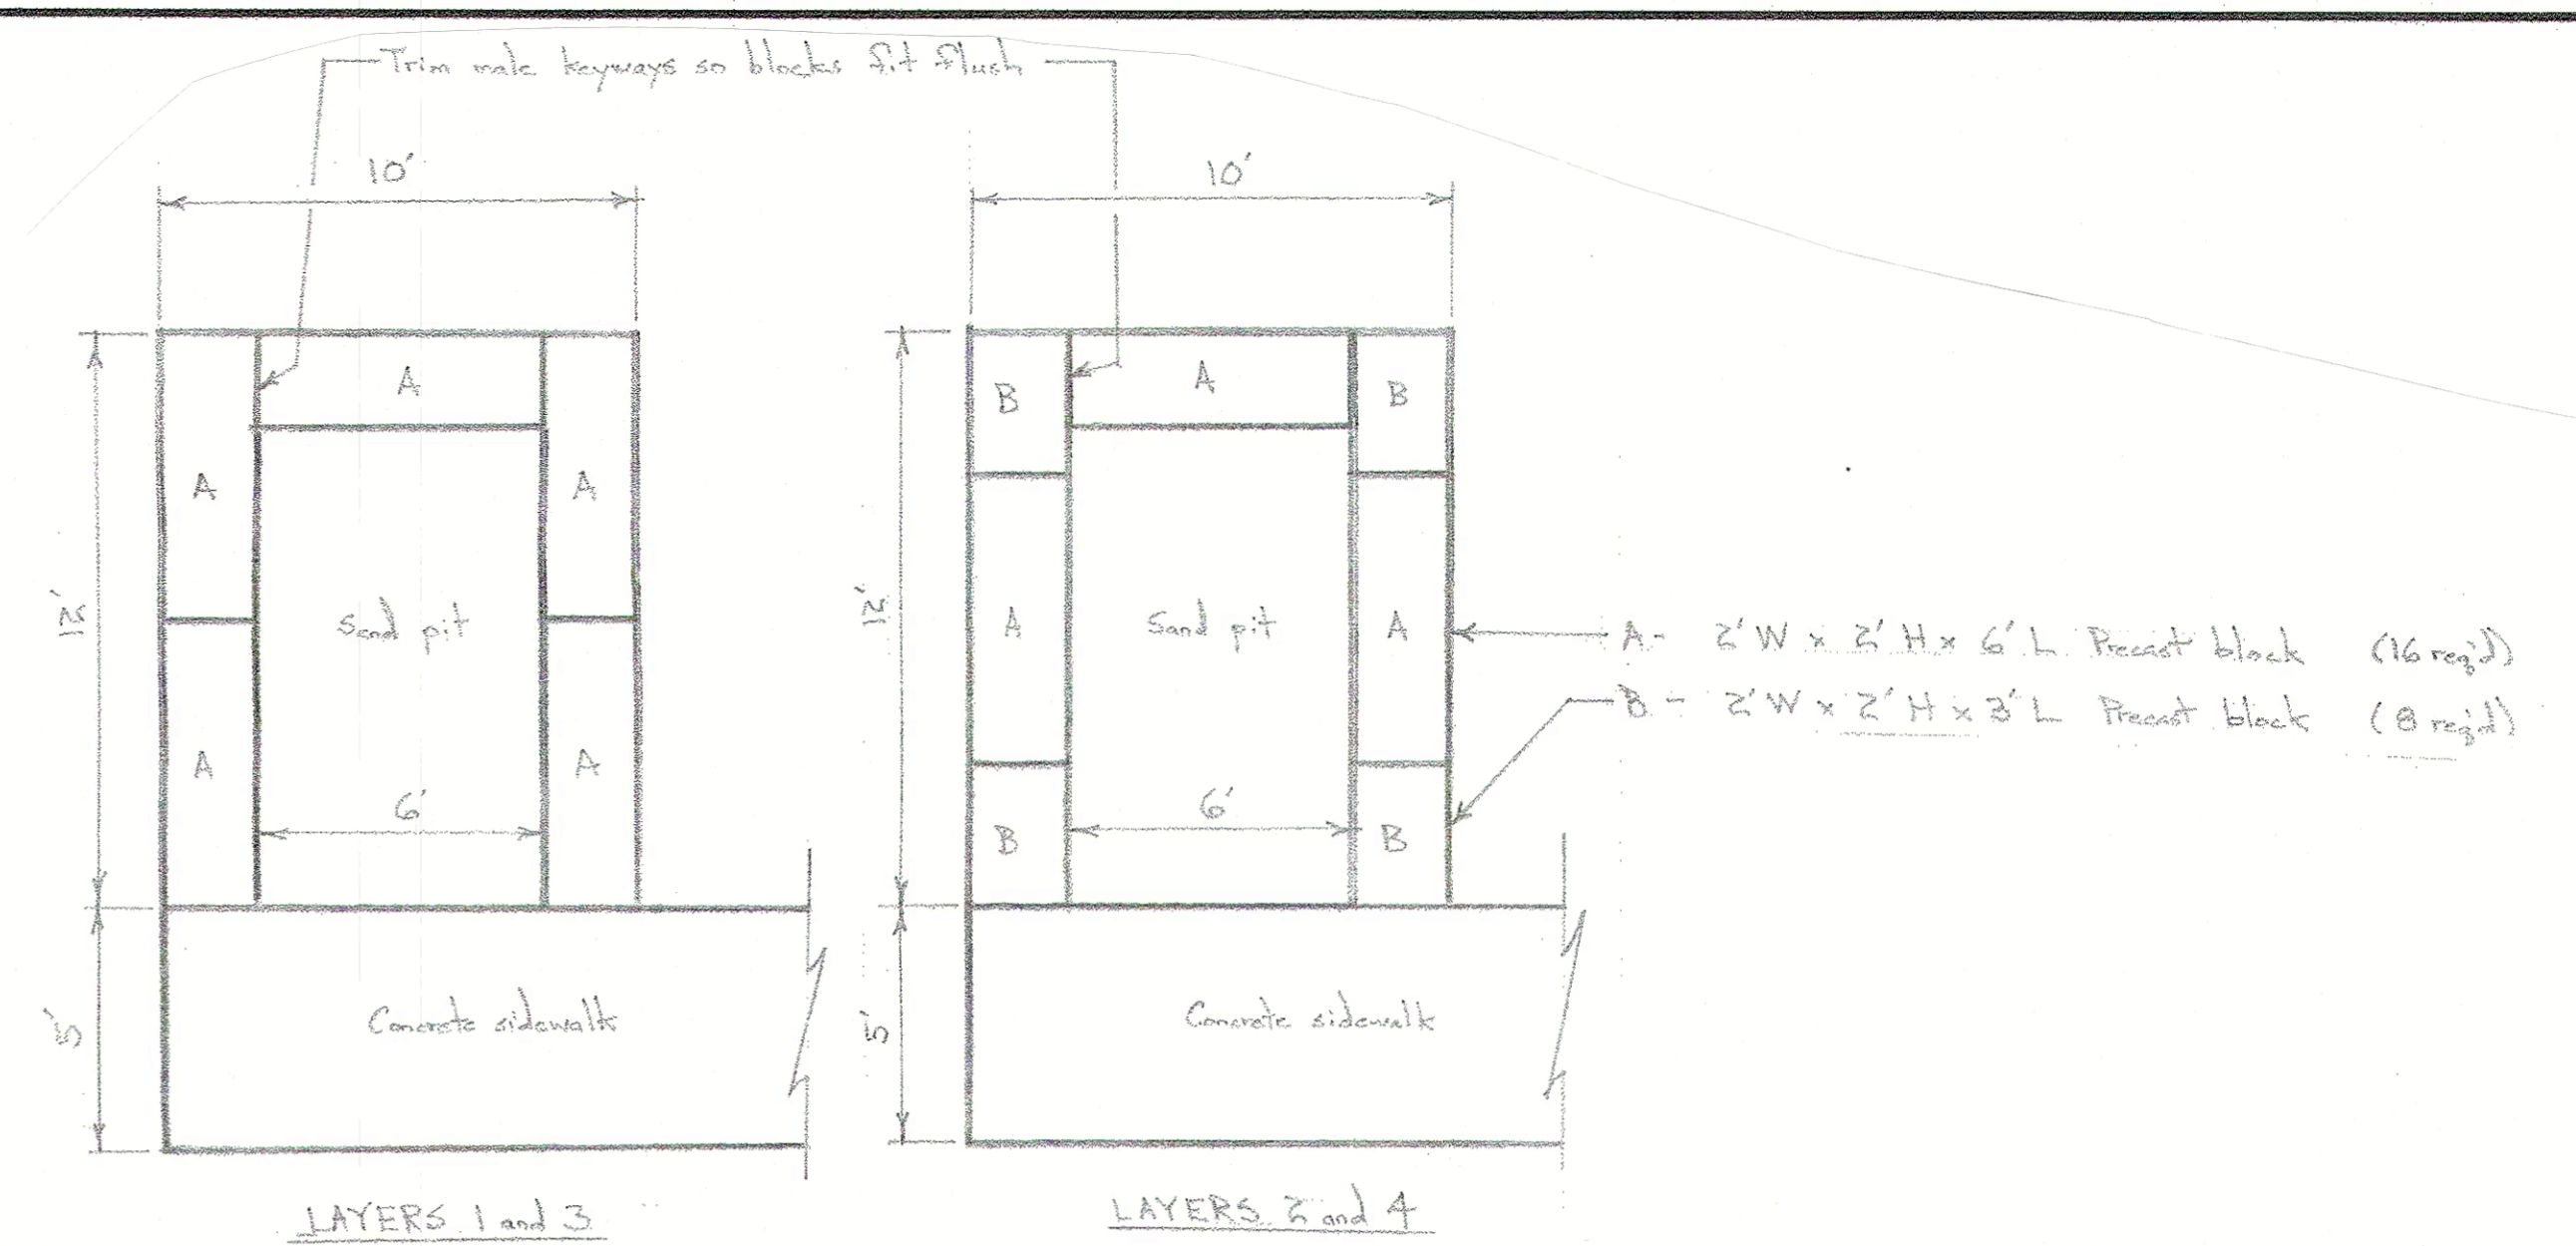 Trim male keyways so blocks fit flush
10'
10'
A
B
A
B
A
A
12'
Sand pit
12'
A
Sand pit
A
A - 2' W x 2' H x 6' L Precast block (16 req'd)
B - 2' W x 2' H x 3' L Precast block (8 req'd)
A
A
6'
B
6'
B
5'
Concrete sidewalk
5'
Concrete sidewalk
LAYERS 1 and 3
LAYERS 2 and 4